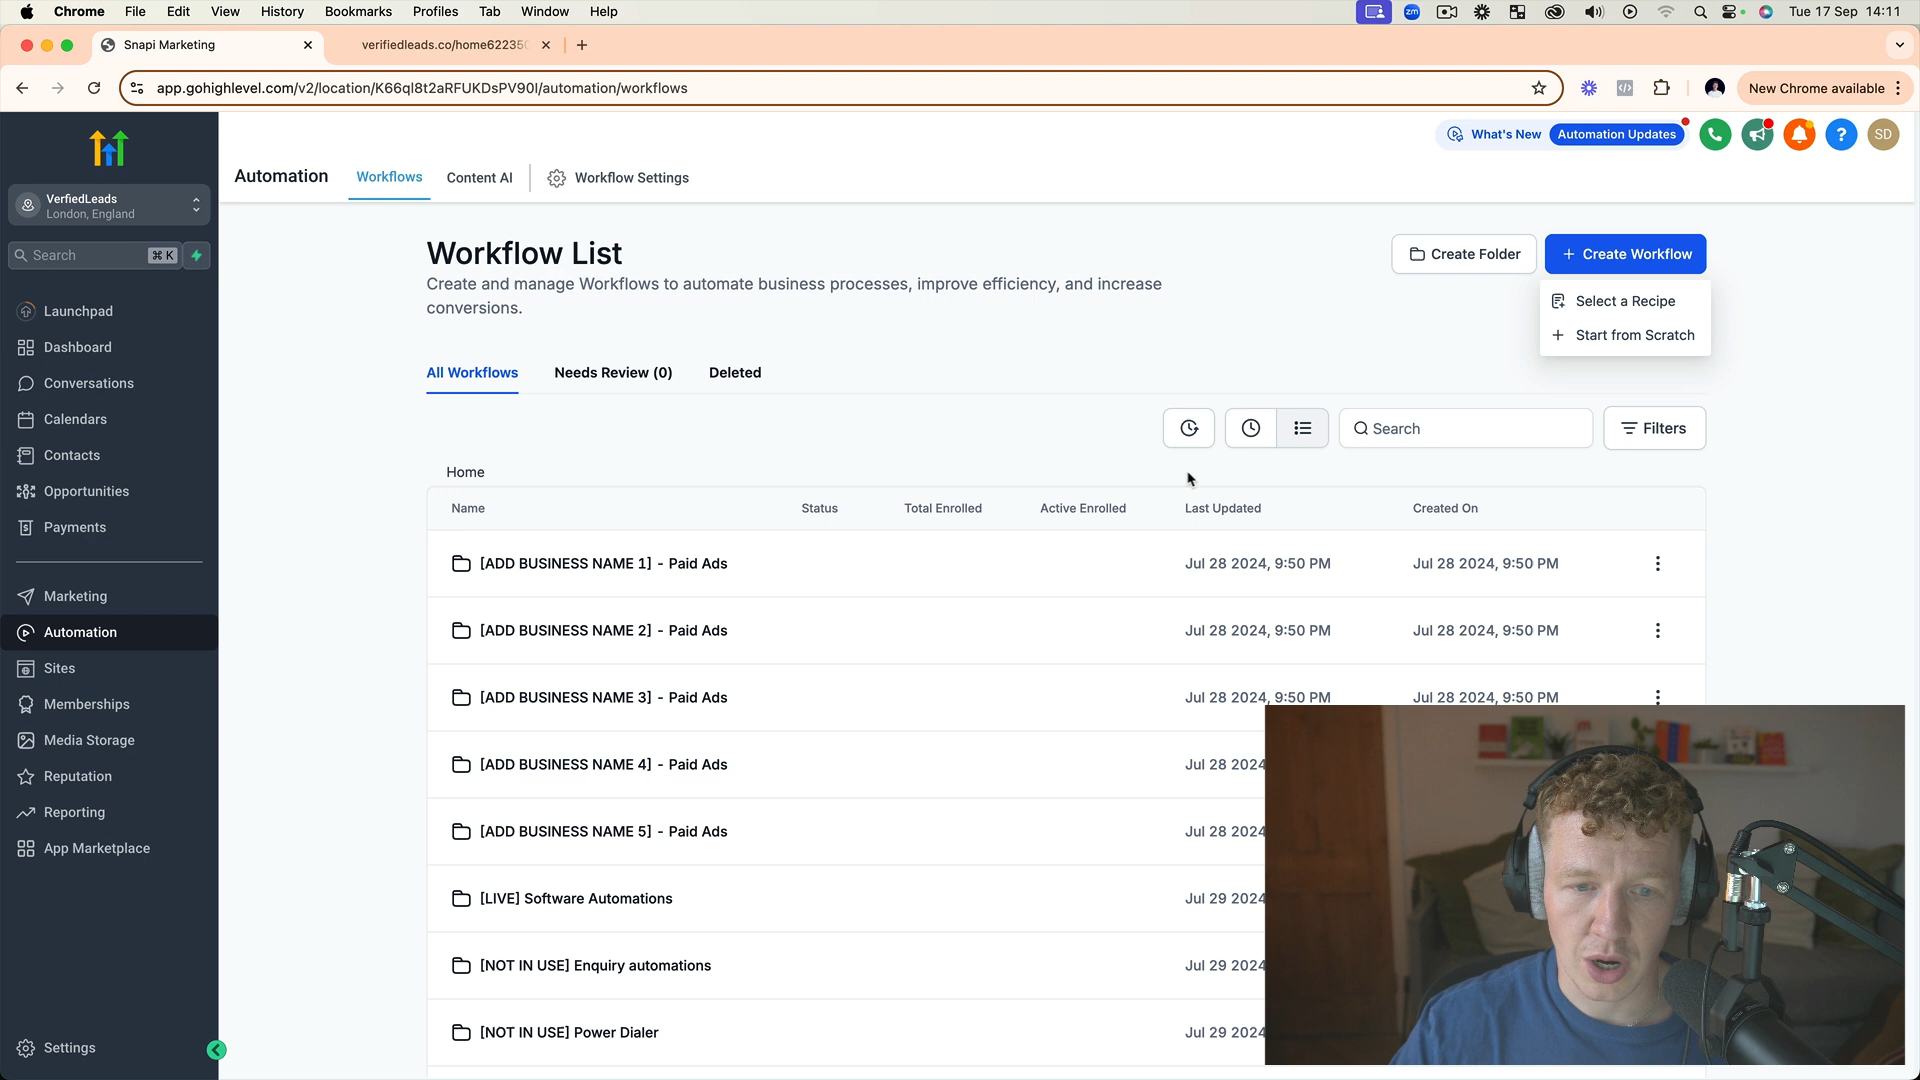 Chrome File Edit View History Bookmarks Profiles Tab Window Help zm Tue 17 Sep 14:11
Snapi Marketing verifiedleads.co/home62235
app.gohighlevel.com/v2/location/K66ql8t2aRFUKDsPV90I/automation/workflows New Chrome available
What's New Automation Updates ? SD
Automation Workflows Content AI Workflow Settings
VerfiedLeads
London, England
Search ⌘ K
Launchpad
Dashboard
Conversations
Calendars
Contacts
Opportunities
Payments
Marketing
Automation
Sites
Memberships
Media Storage
Reputation
Reporting
App Marketplace
Settings
Workflow List
Create and manage Workflows to automate business processes, improve efficiency, and increase
conversions.
Create Folder + Create Workflow
Select a Recipe
+ Start from Scratch
All Workflows Needs Review (0) Deleted
Search Filters
Home
Name Status Total Enrolled Active Enrolled Last Updated Created On
[ADD BUSINESS NAME 1] - Paid Ads Jul 28 2024, 9:50 PM Jul 28 2024, 9:50 PM
[ADD BUSINESS NAME 2] - Paid Ads Jul 28 2024, 9:50 PM Jul 28 2024, 9:50 PM
[ADD BUSINESS NAME 3] - Paid Ads Jul 28 2024, 9:50 PM Jul 28 2024, 9:50 PM
[ADD BUSINESS NAME 4] - Paid Ads Jul 28 2024
[ADD BUSINESS NAME 5] - Paid Ads Jul 28 2024
[LIVE] Software Automations Jul 29 2024
[NOT IN USE] Enquiry automations Jul 29 2024
[NOT IN USE] Power Dialer Jul 29 2024